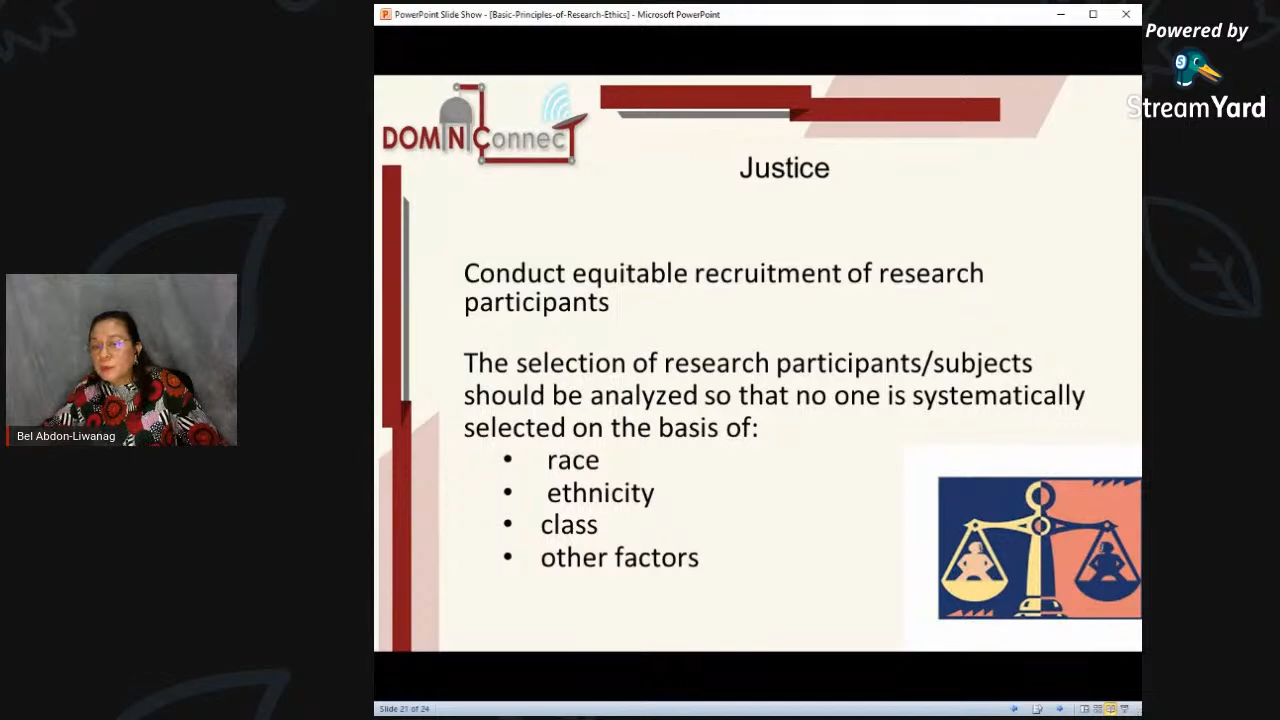 PowerPoint Slide Show - [Basic-Principles-of-Research-Ethics] - Microsoft PowerPoint
Powered by
StreamYard
DOMINiConnecT
Justice
Conduct equitable recruitment of research
participants
The selection of research participants/subjects
should be analyzed so that no one is systematically
selected on the basis of:
• race
• ethnicity
• class
• other factors
Bel Abdon-Liwanag
Slide 21 of 24